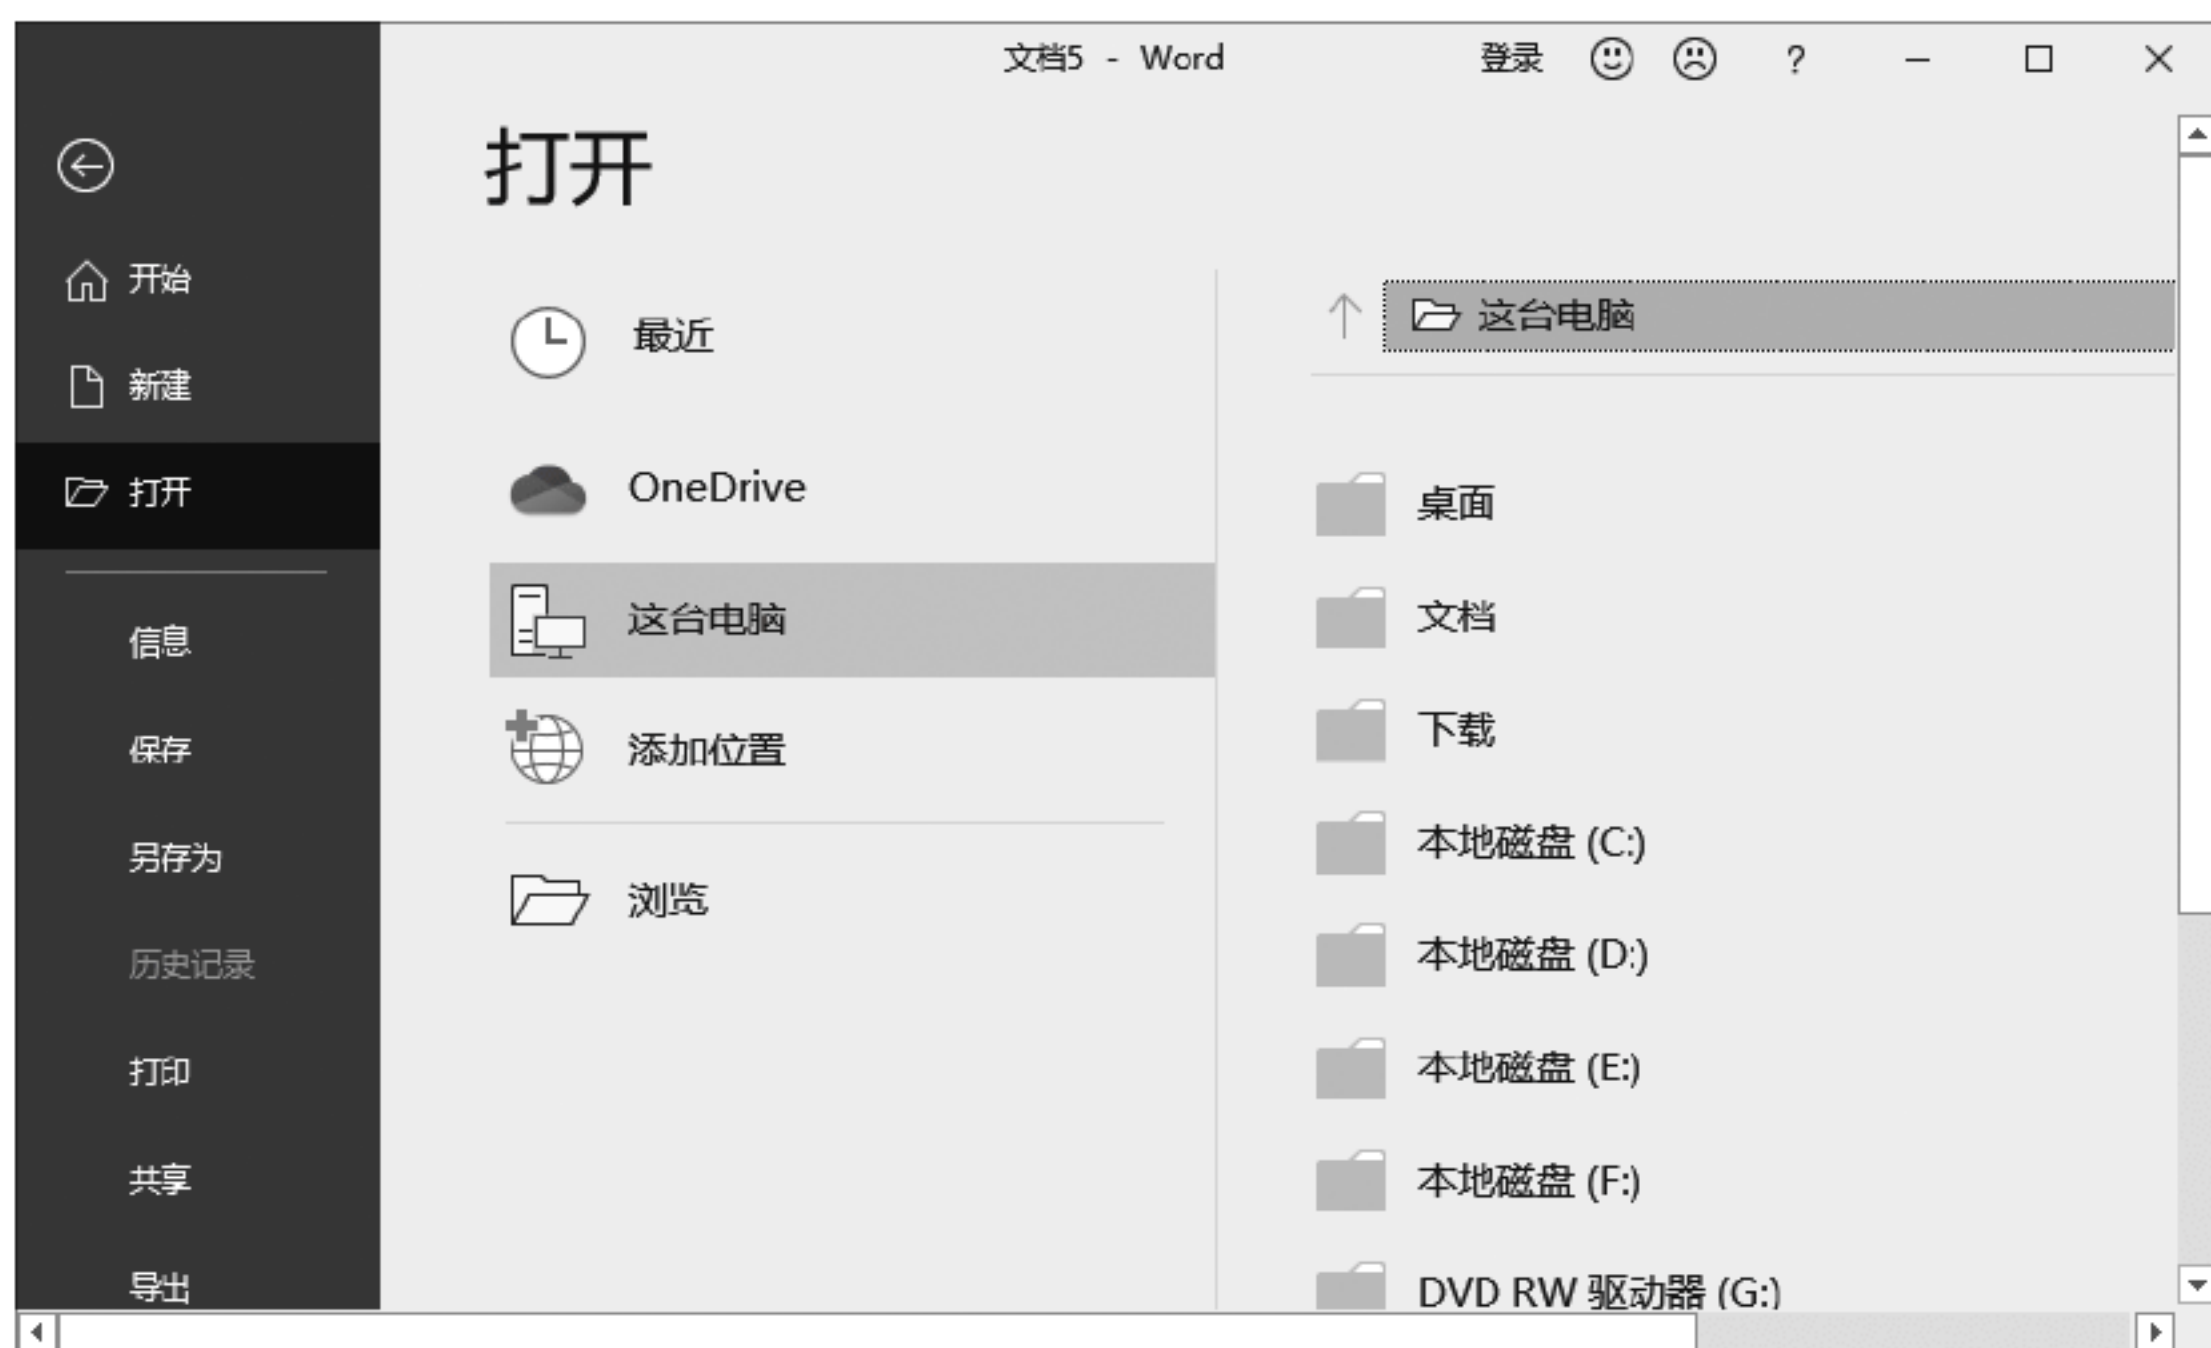 文档5 - Word 登录 ?
打开
开始
新建
打开
信息
保存
另存为
历史记录
打印
共享
导出
最近
OneDrive
这台电脑
添加位置
浏览
这台电脑
桌面
文档
下载
本地磁盘 (C:)
本地磁盘 (D:)
本地磁盘 (E:)
本地磁盘 (F:)
DVD RW 驱动器 (G:)